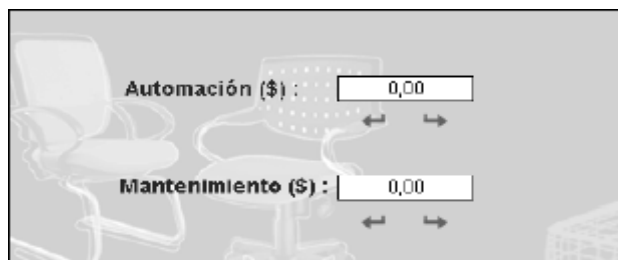 Automación ($) : 0,00
Mantenimiento ($) : 0,00